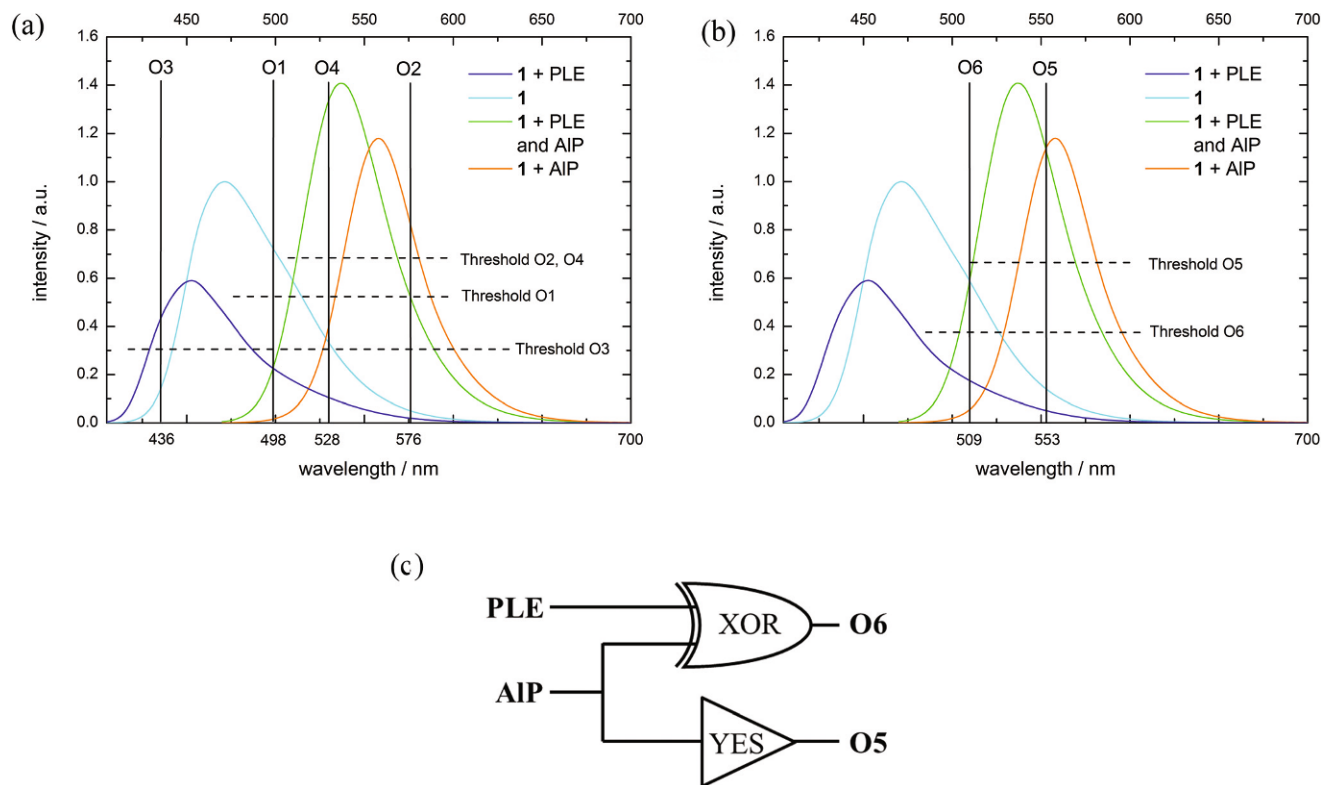 (a)
450 500 550 600 650 700
1.6
1.4
1.2
1.0
0.8
0.6
0.4
0.2
0.0
intensity / a.u.
O3 O1 O4 O2
1 + PLE
1
1 + PLE
and AlP
1 + AlP
Threshold O2, O4
Threshold O1
Threshold O3
436 498 528 576 700
wavelength / nm
(b)
450 500 550 600 650 700
1.6
1.4
1.2
1.0
0.8
0.6
0.4
0.2
0.0
intensity / a.u.
O6 O5
1 + PLE
1
1 + PLE
and AlP
1 + AlP
Threshold O5
Threshold O6
509 553 700
wavelength / nm
(c)
PLE
XOR
O6
AlP
YES
O5